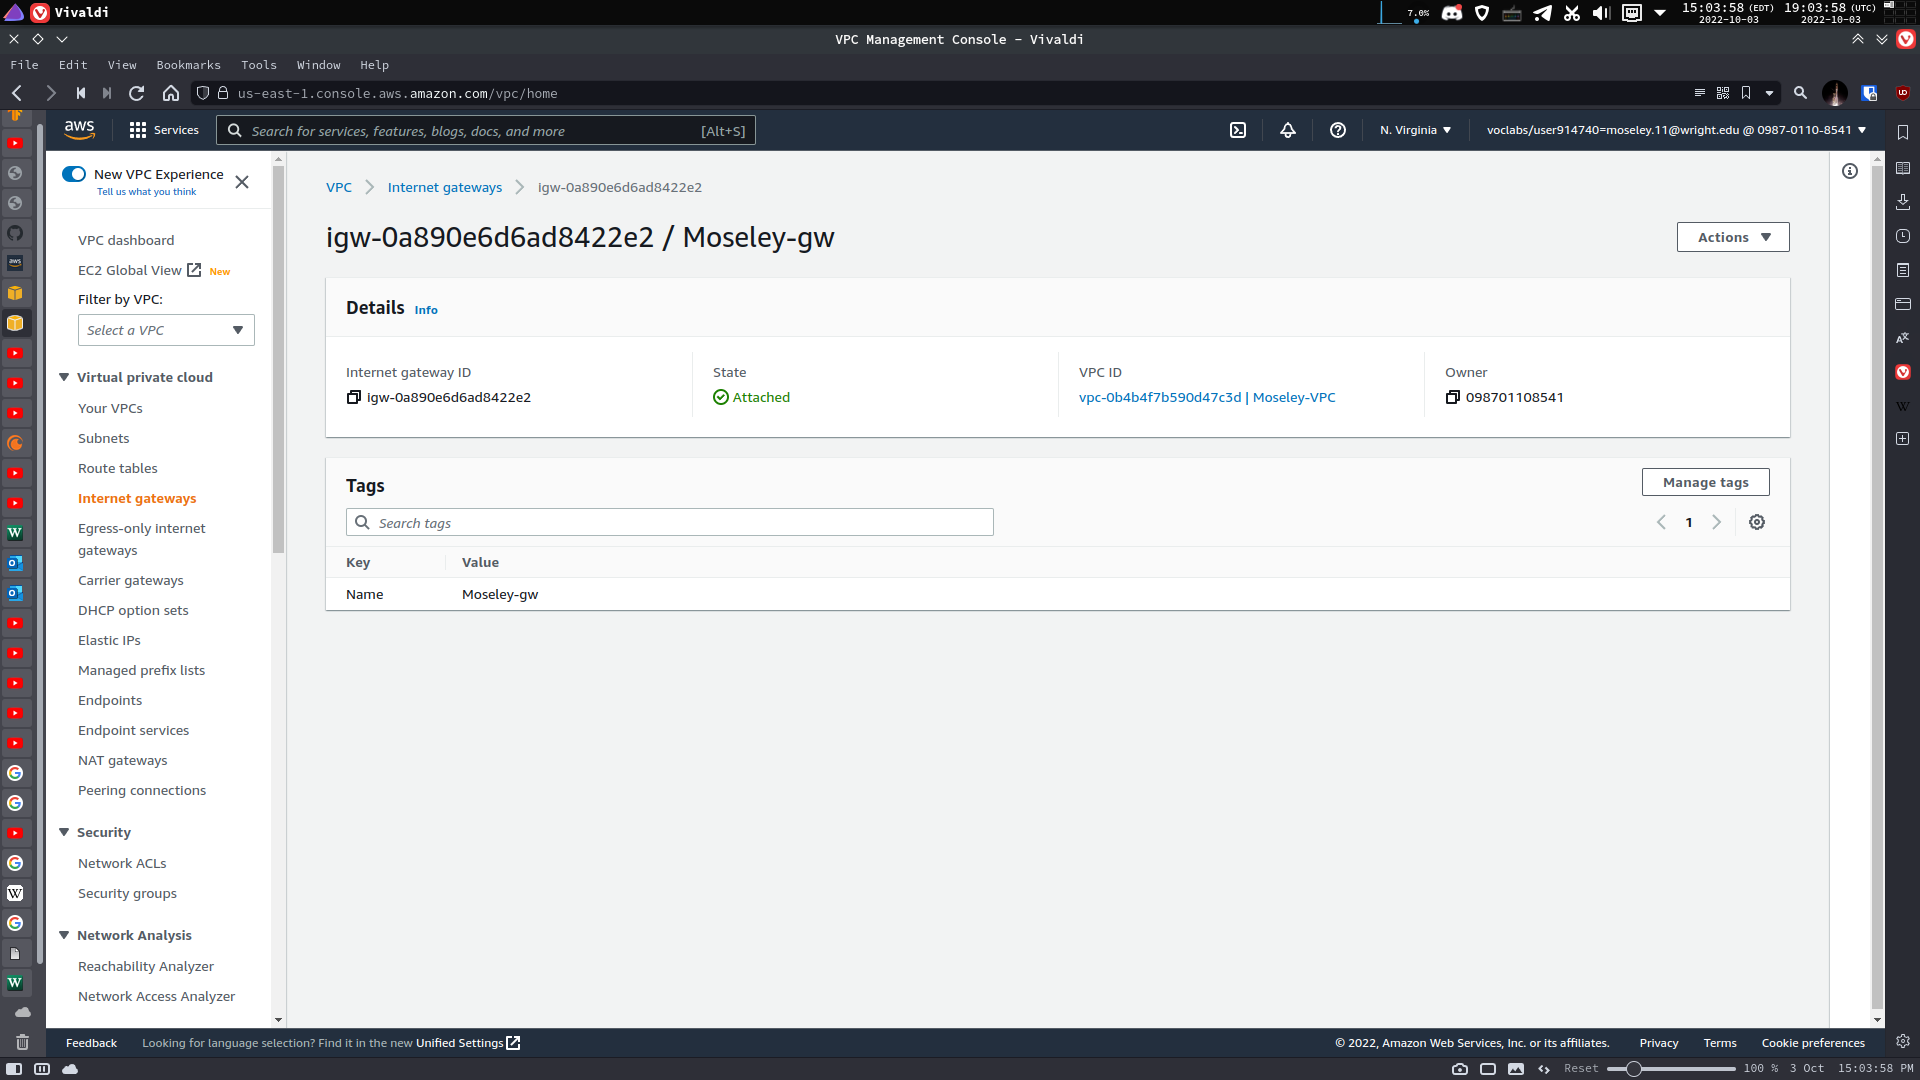 Vivaldi
7.0%
15:03:58 (EDT)
2022-10-03
19:03:58 (UTC)
2022-10-03
VPC Management Console - Vivaldi
File Edit View Bookmarks Tools Window Help
us-east-1.console.aws.amazon.com/vpc/home
aws
Services
Search for services, features, blogs, docs, and more [Alt+S]
N. Virginia
voclabs/user914740=moseley.11@wright.edu @ 0987-0110-8541
New VPC Experience
Tell us what you think
VPC dashboard
EC2 Global View New
Filter by VPC:
Select a VPC
Virtual private cloud
Your VPCs
Subnets
Route tables
Internet gateways
Egress-only internet
gateways
Carrier gateways
DHCP option sets
Elastic IPs
Managed prefix lists
Endpoints
Endpoint services
NAT gateways
Peering connections
Security
Network ACLs
Security groups
Network Analysis
Reachability Analyzer
Network Access Analyzer
VPC Internet gateways igw-0a890e6d6ad8422e2
igw-0a890e6d6ad8422e2 / Moseley-gw
Actions
Details Info
Internet gateway ID
igw-0a890e6d6ad8422e2
State
Attached
VPC ID
vpc-0b4b4f7b590d47c3d | Moseley-VPC
Owner
098701108541
Tags
Manage tags
Search tags
1
Key Value
Name Moseley-gw
Feedback
Looking for language selection? Find it in the new Unified Settings
© 2022, Amazon Web Services, Inc. or its affiliates.
Privacy
Terms
Cookie preferences
Reset
100 %
3 Oct
15:03:58 PM